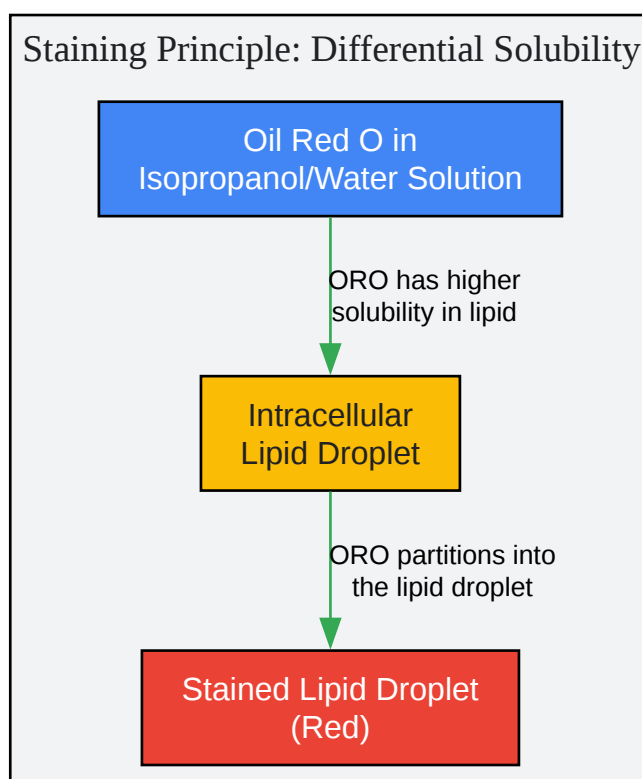 Staining Principle: Differential Solubility
Oil Red O in
Isopropanol/Water Solution
ORO has higher
solubility in lipid
Intracellular
Lipid Droplet
ORO partitions into
the lipid droplet
Stained Lipid Droplet
(Red)